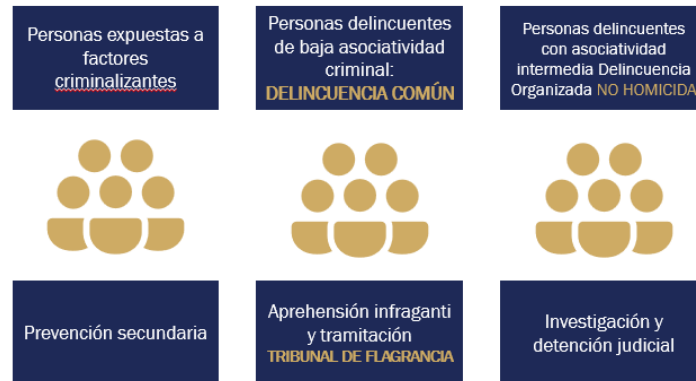 Personas expuestas a
factores
criminalizantes
Personas delincuentes
de baja asociatividad
criminal:
DELINCUENCIA COMÚN
Personas delincuentes
con asociatividad
intermedia Delincuencia
Organizada NO HOMICIDA
Prevención secundaria
Aprehensión infraganti
y tramitación
TRIBUNAL DE FLAGRANCIA
Investigación y
detención judicial